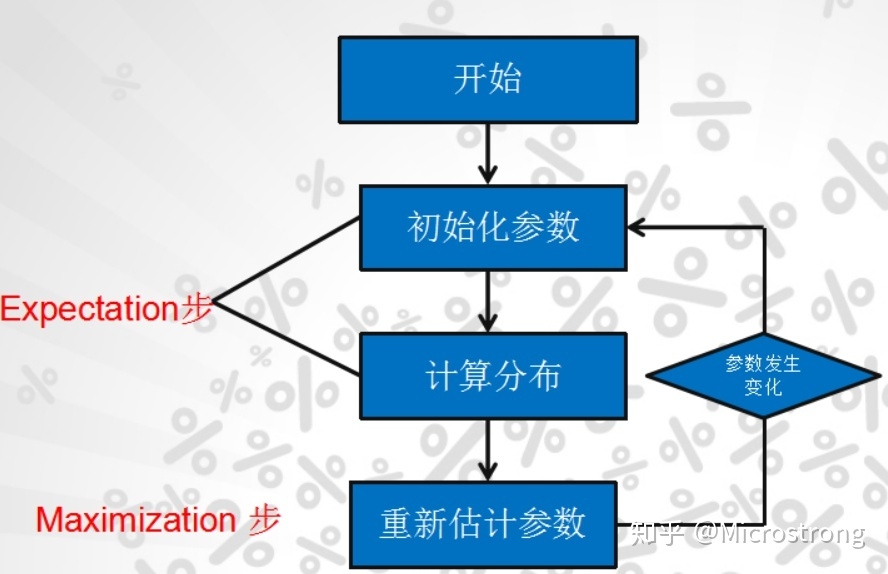 开始
初始化参数
Expectation步
计算分布
参数发生
变化
Maximization 步
重新估计参数
知乎 @Microstrong